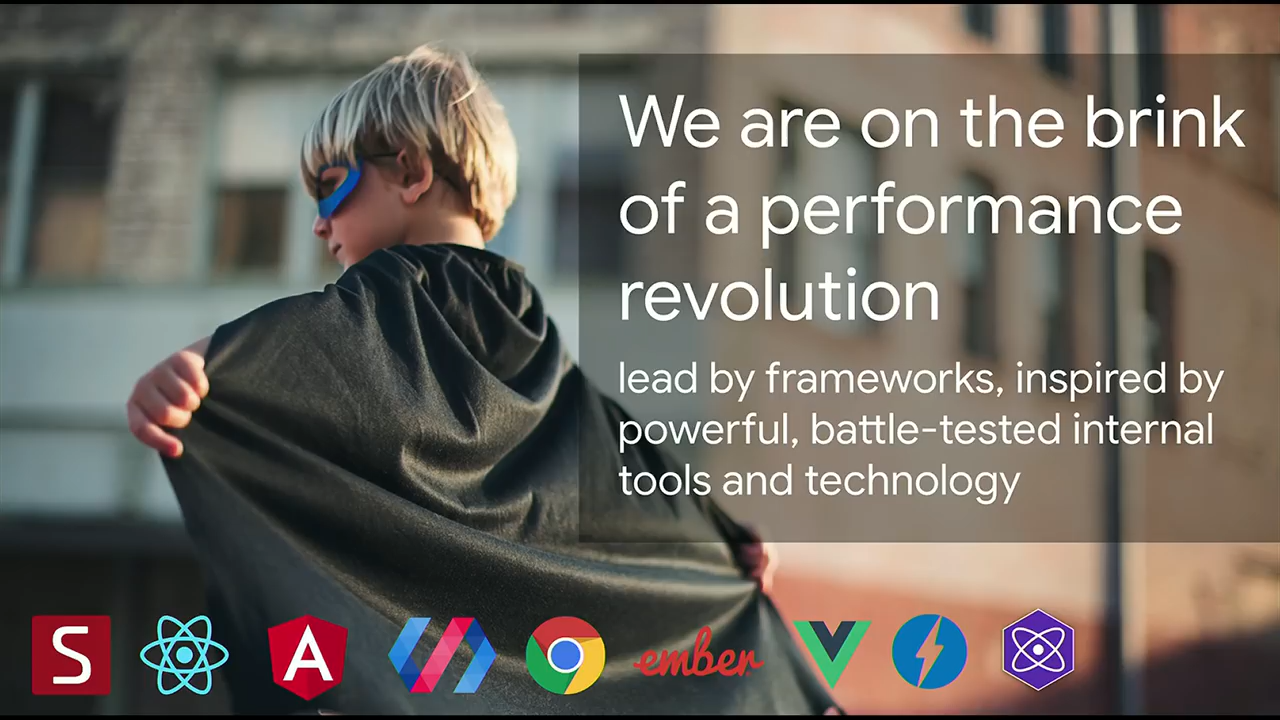 We are on the brink
of a performance
revolution
lead by frameworks, inspired by
powerful, battle-tested internal
tools and technology
S
A
ember